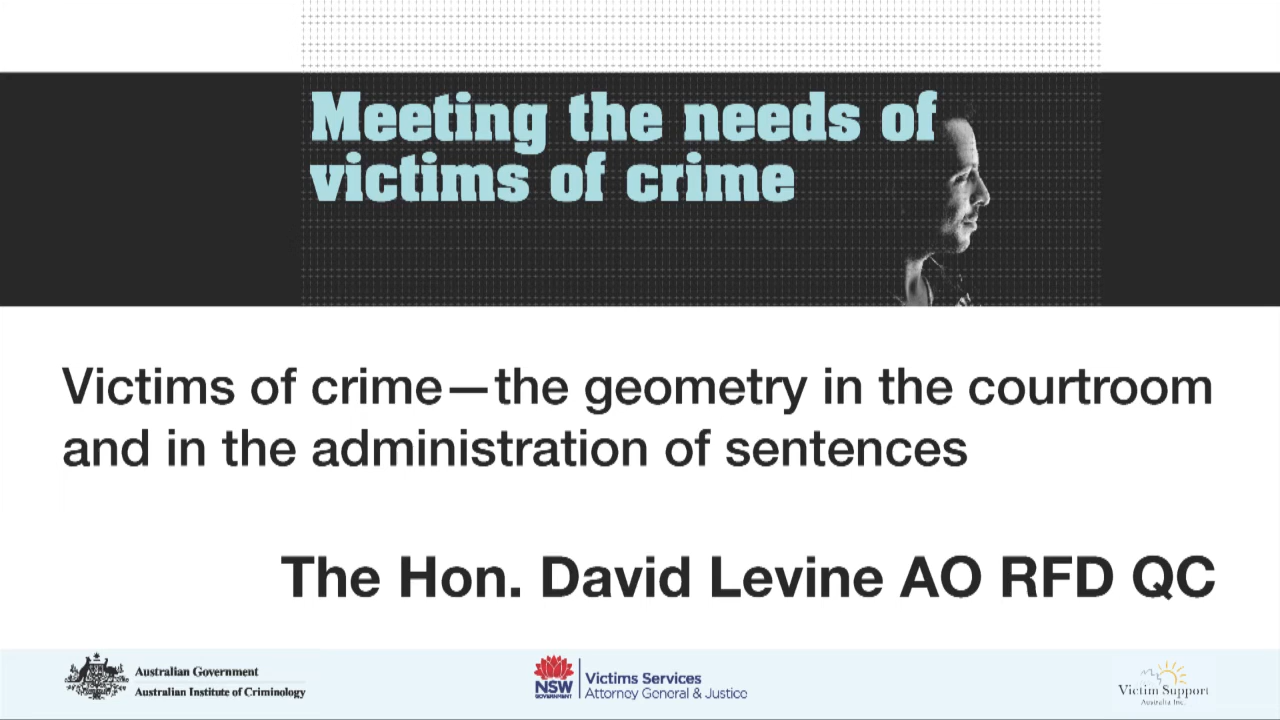 Meeting the needs of
victims of crime
Victims of crime—the geometry in the courtroom
and in the administration of sentences
The Hon. David Levine AO RFD QC
Australian Government
Australian Institute of Criminology
NSW
GOVERNMENT
Victims Services
Attorney General & Justice
Victim Support
Australia Inc.